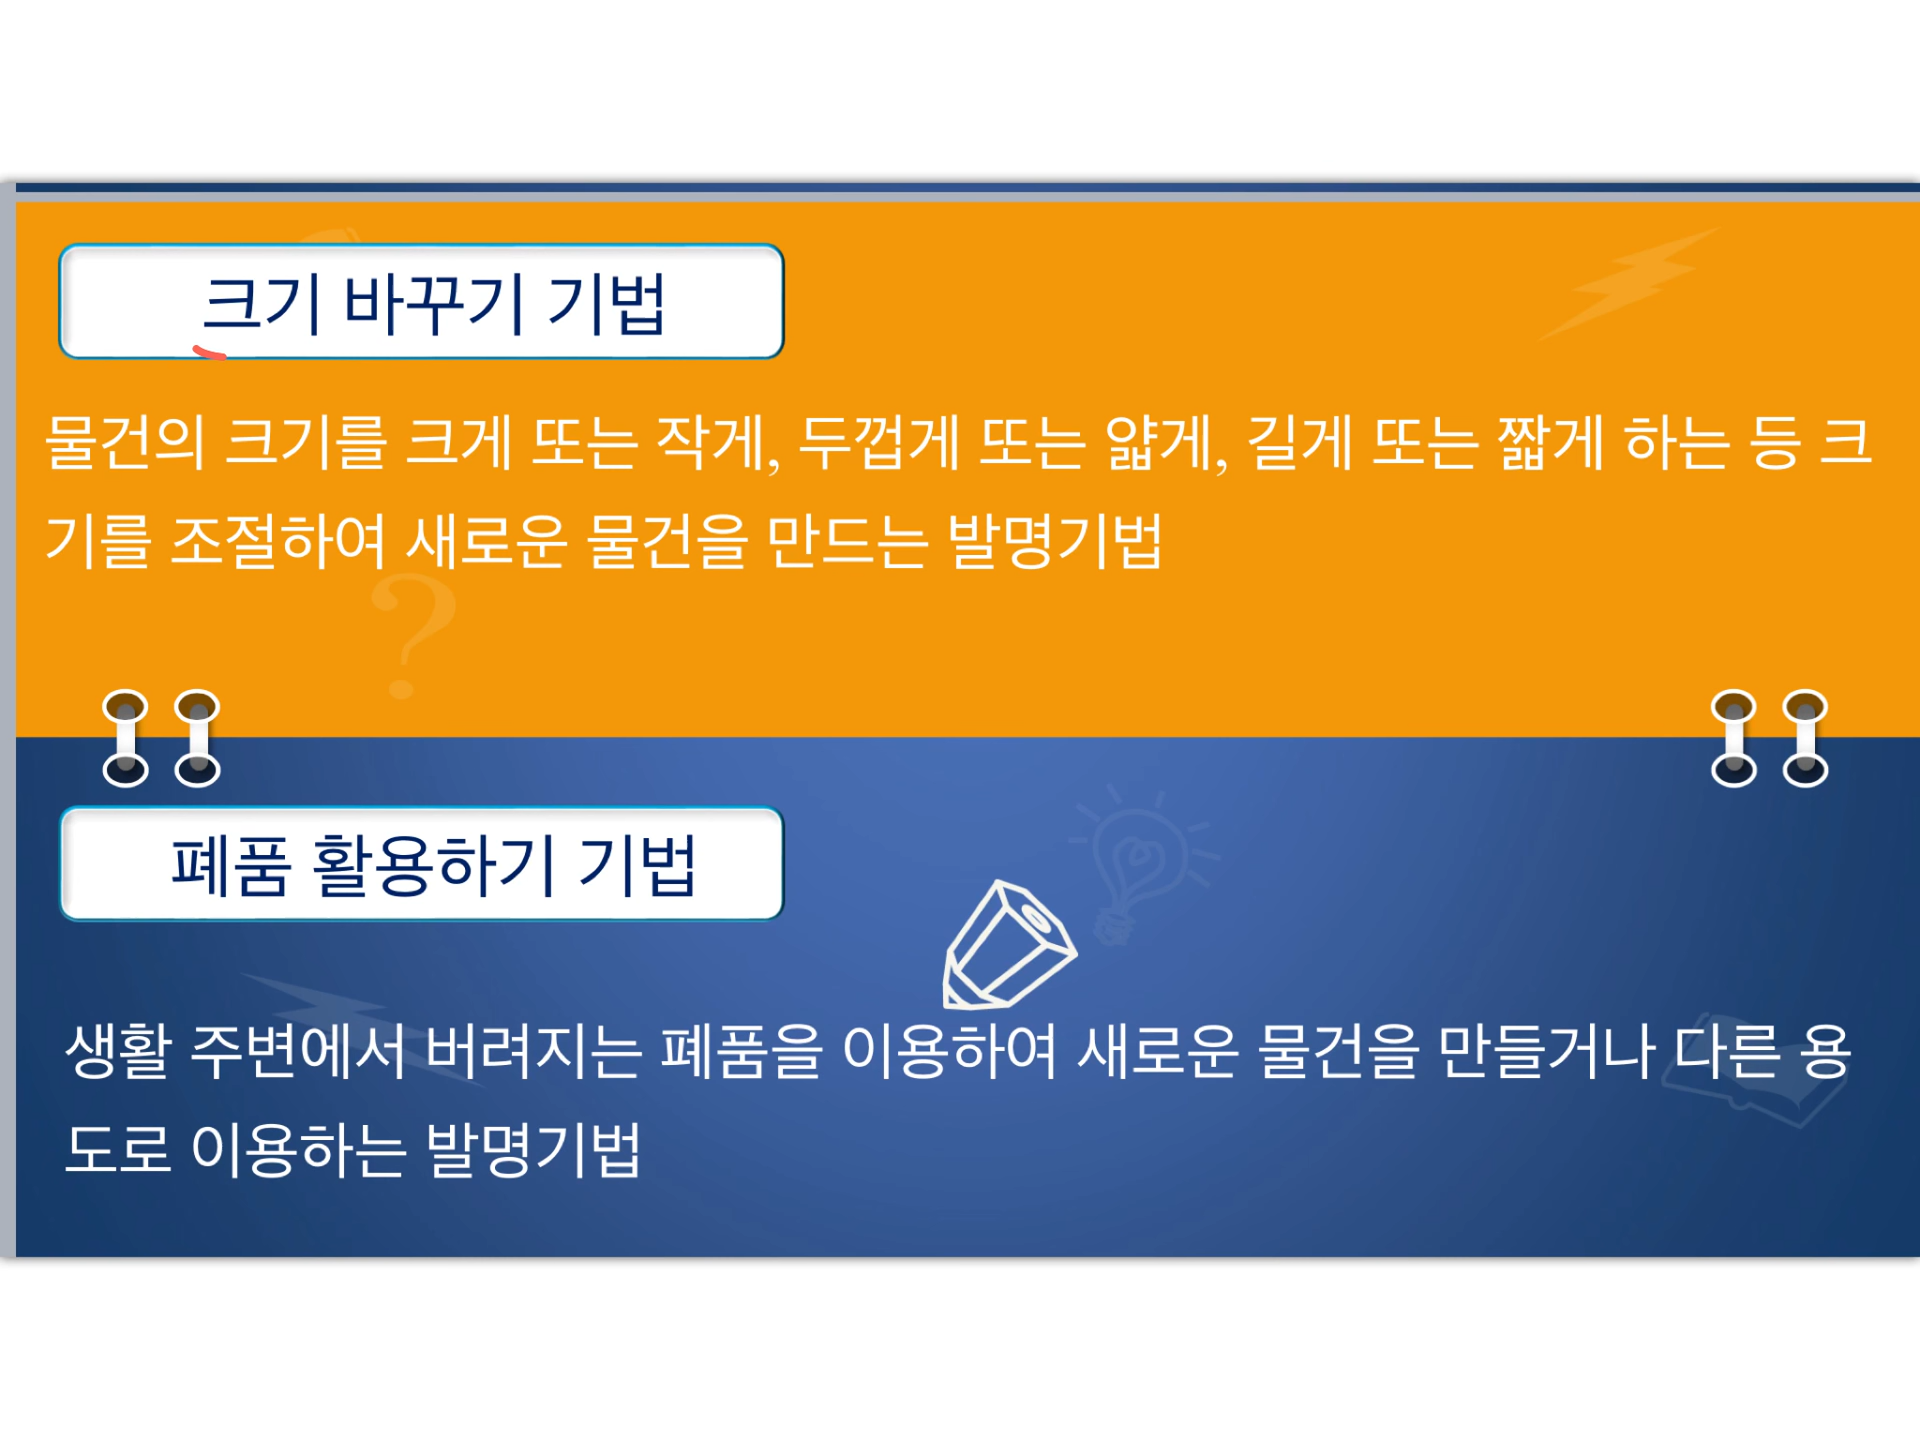 크기 바꾸기 기법
물건의 크기를 크게 또는 작게, 두껍게 또는 얇게, 길게 또는 짧게 하는 등 크
기를 조절하여 새로운 물건을 만드는 발명기법
?
폐품 활용하기 기법
생활 주변에서 버려지는 폐품을 이용하여 새로운 물건을 만들거나 다른 용
도로 이용하는 발명기법